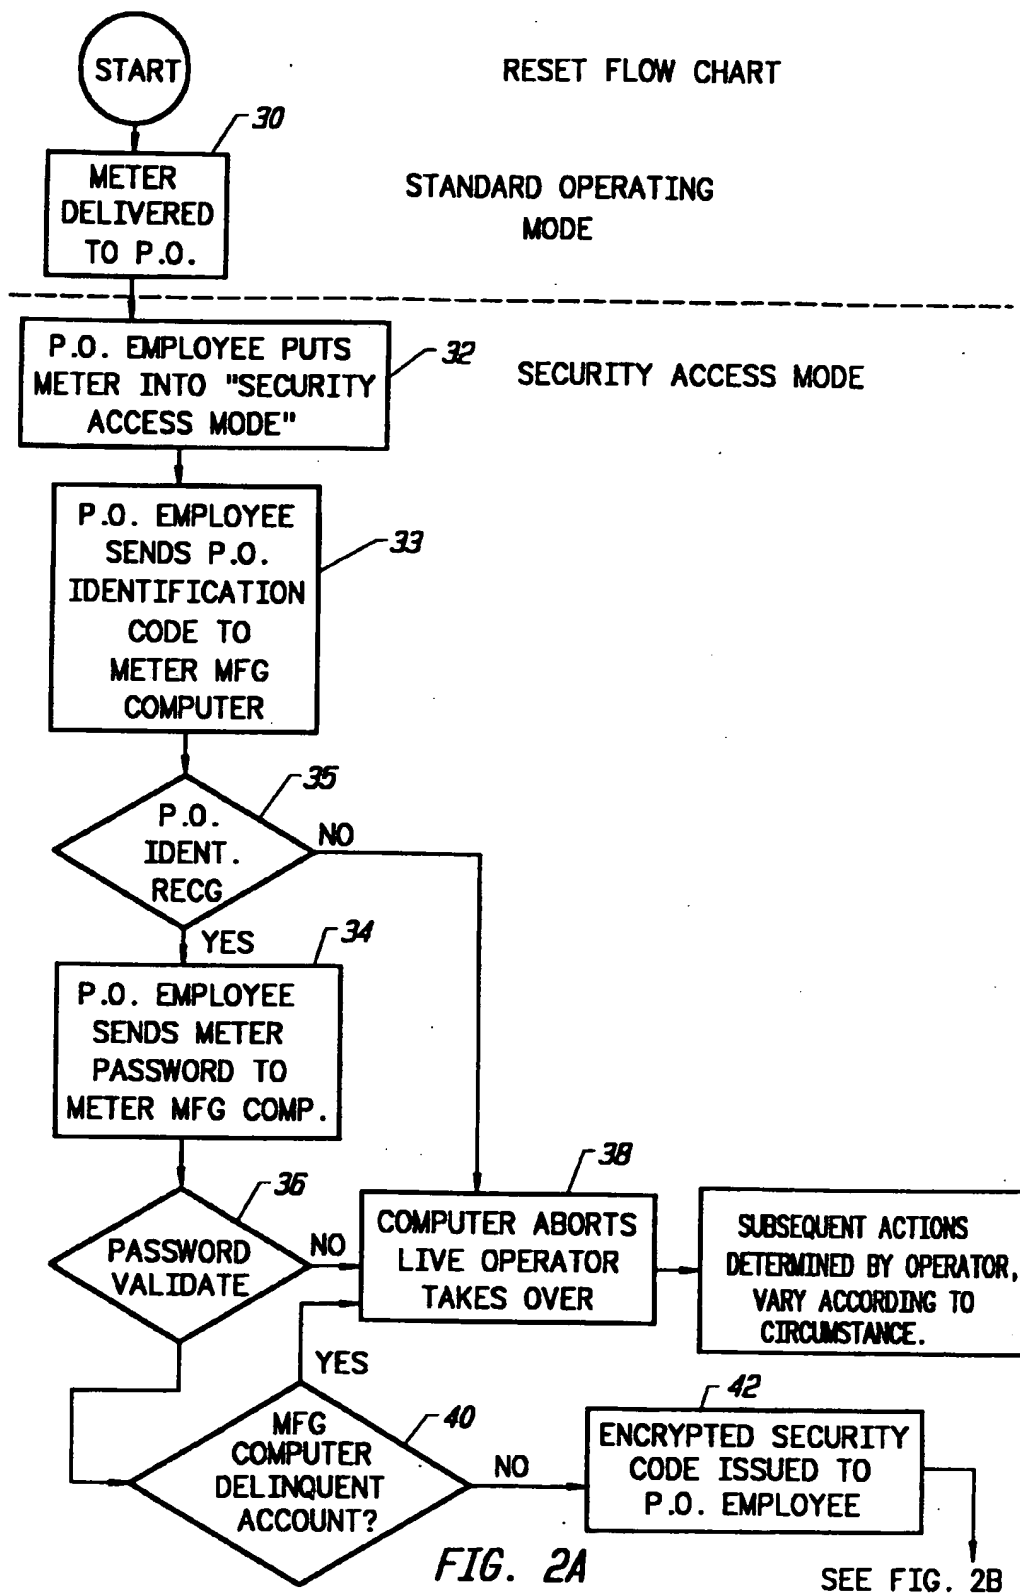 START
RESET FLOW CHART
30
METER
DELIVERED
TO P.O.
STANDARD OPERATING
MODE
P.O. EMPLOYEE PUTS
METER INTO "SECURITY
ACCESS MODE"
32
SECURITY ACCESS MODE
P.O. EMPLOYEE
SENDS P.O.
IDENTIFICATION
CODE TO
METER MFG
COMPUTER
33
35
P.O.
IDENT.
RECG
NO
YES
34
P.O. EMPLOYEE
SENDS METER
PASSWORD TO
METER MFG COMP.
36
PASSWORD
VALIDATE
NO
38
COMPUTER ABORTS
LIVE OPERATOR
TAKES OVER
SUBSEQUENT ACTIONS
DETERMINED BY OPERATOR,
VARY ACCORDING TO
CIRCUMSTANCE.
YES
40
MFG
COMPUTER
DELINQUENT
ACCOUNT?
NO
42
ENCRYPTED SECURITY
CODE ISSUED TO
P.O. EMPLOYEE
FIG. 2A
SEE FIG. 2B